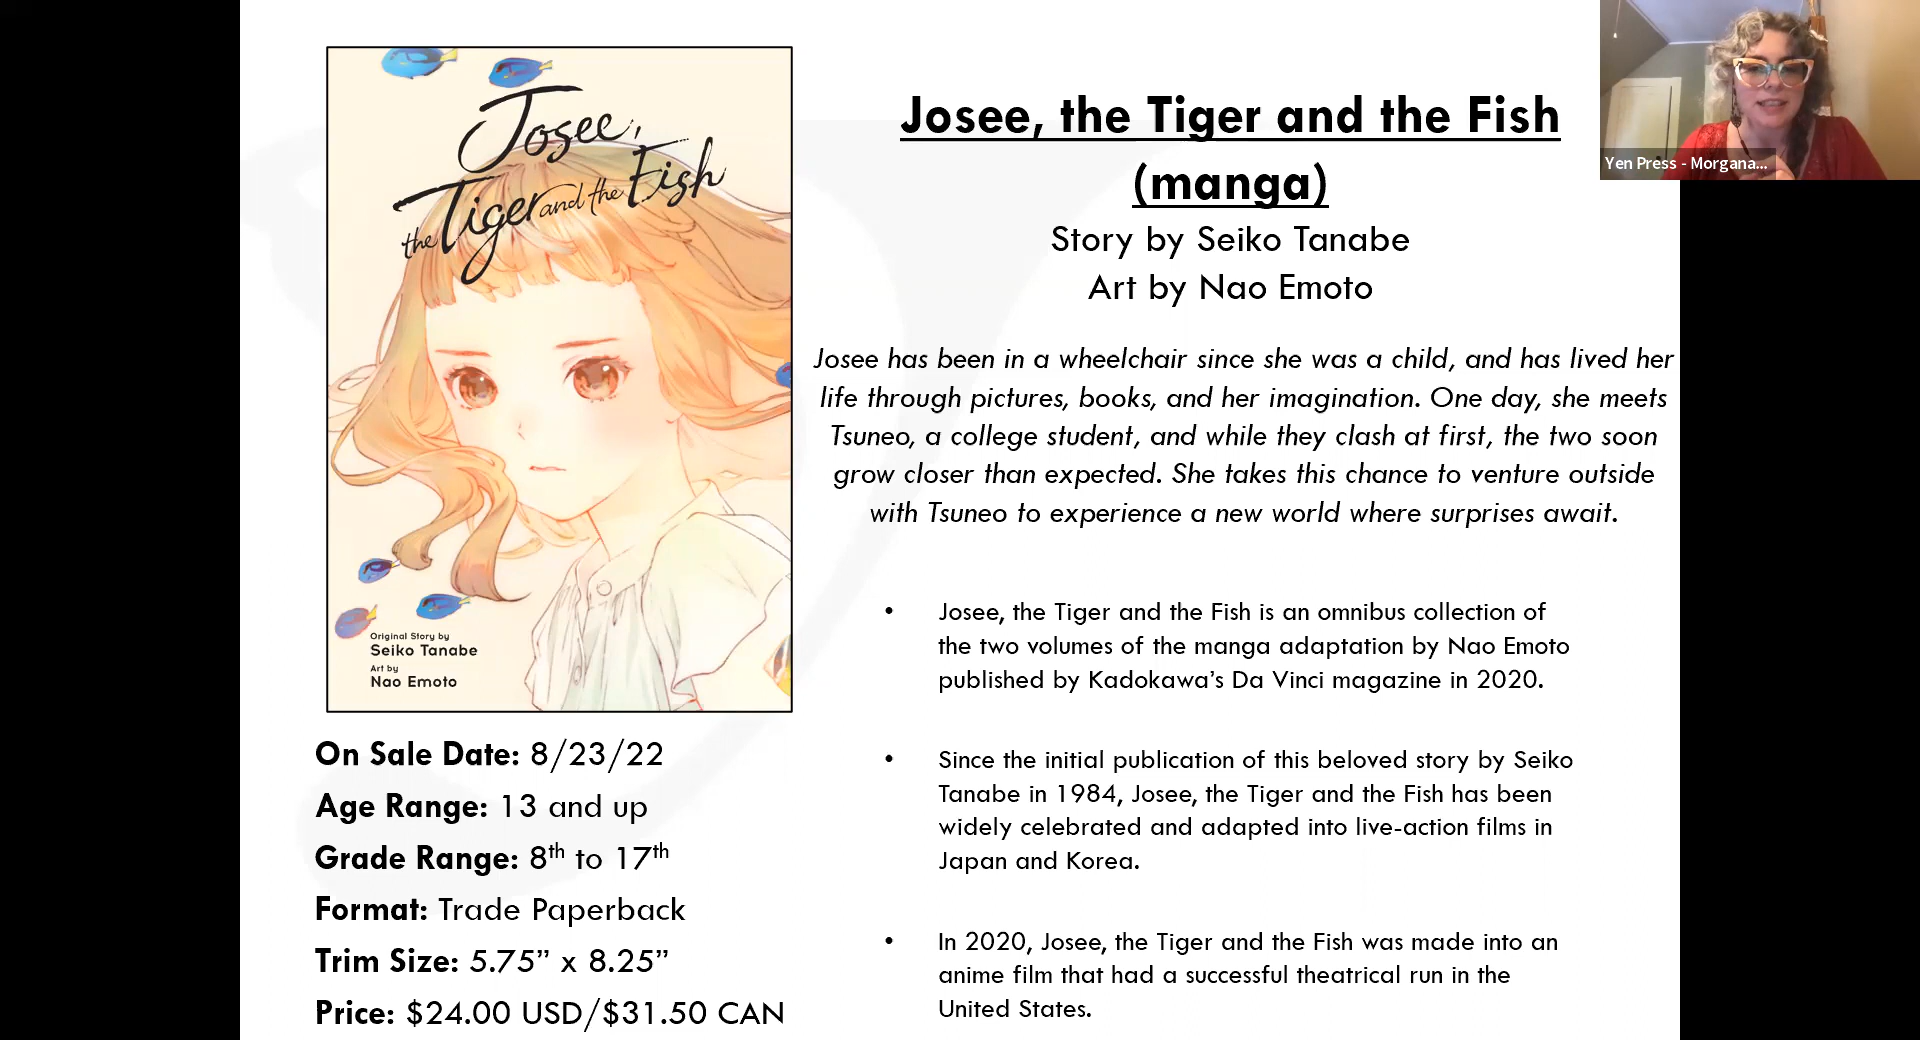 Josee,
the Tiger and the Fish
Original Story by
Seiko Tanabe
Art by
Nao Emoto
On Sale Date: 8/23/22
Age Range: 13 and up
Grade Range: 8th to 17th
Format: Trade Paperback
Trim Size: 5.75” x 8.25”
Price: $24.00 USD/$31.50 CAN
Josee, the Tiger and the Fish
(manga)
Story by Seiko Tanabe
Art by Nao Emoto
Josee has been in a wheelchair since she was a child, and has lived her
life through pictures, books, and her imagination. One day, she meets
Tsuneo, a college student, and while they clash at first, the two soon
grow closer than expected. She takes this chance to venture outside
with Tsuneo to experience a new world where surprises await.
• Josee, the Tiger and the Fish is an omnibus collection of
the two volumes of the manga adaptation by Nao Emoto
published by Kadokawa’s Da Vinci magazine in 2020.
• Since the initial publication of this beloved story by Seiko
Tanabe in 1984, Josee, the Tiger and the Fish has been
widely celebrated and adapted into live-action films in
Japan and Korea.
• In 2020, Josee, the Tiger and the Fish was made into an
anime film that had a successful theatrical run in the
United States.
Yen Press - Morgana...